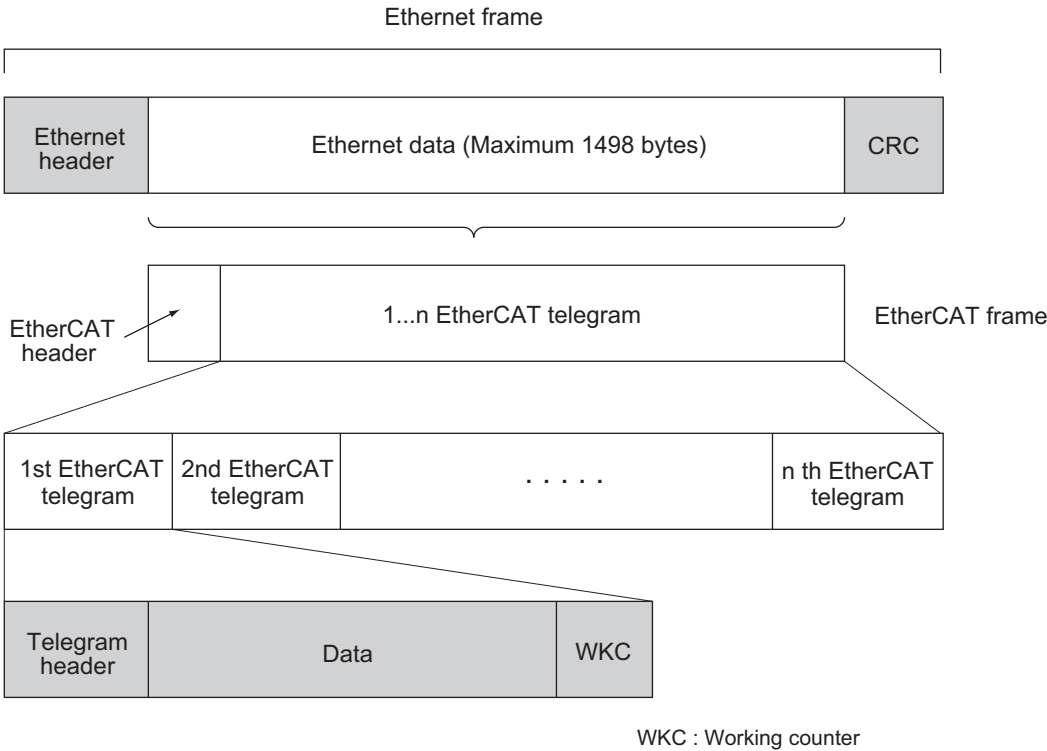 Ethernet frame
Ethernet
header
Ethernet data (Maximum 1498 bytes)
CRC
EtherCAT
header
1...n EtherCAT telegram
EtherCAT frame
1st EtherCAT
telegram
2nd EtherCAT
telegram
. . . . .
n th EtherCAT
telegram
Telegram
header
Data
WKC
WKC : Working counter